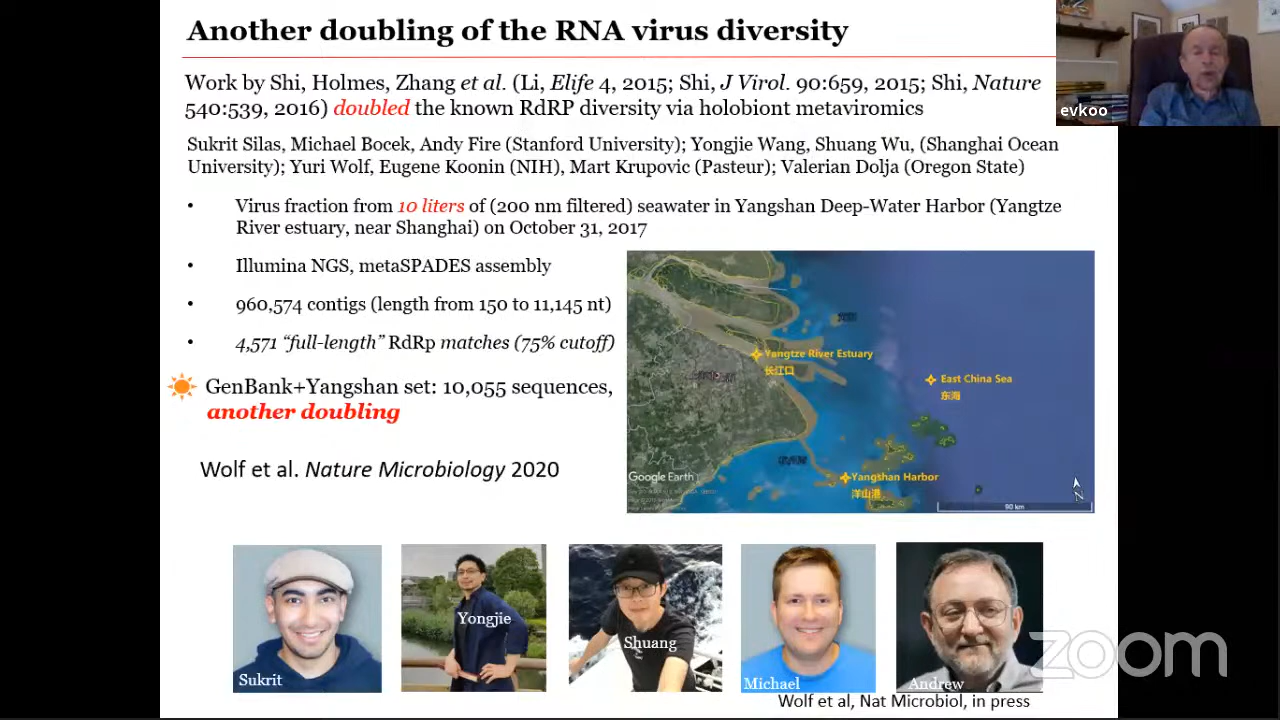 Another doubling of the RNA virus diversity
evkoo
Work by Shi, Holmes, Zhang et al. (Li, Elife 4, 2015; Shi, J Virol. 90:659, 2015; Shi, Nature
540:539, 2016) doubled the known RdRP diversity via holobiont metaviromics
Sukrit Silas, Michael Bocek, Andy Fire (Stanford University); Yongjie Wang, Shuang Wu, (Shanghai Ocean
University); Yuri Wolf, Eugene Koonin (NIH), Mart Krupovic (Pasteur); Valerian Dolja (Oregon State)
• Virus fraction from 10 liters of (200 nm filtered) seawater in Yangshan Deep-Water Harbor (Yangtze
River estuary, near Shanghai) on October 31, 2017
• Illumina NGS, metaSPADES assembly
• 960,574 contigs (length from 150 to 11,145 nt)
• 4,571 “full-length” RdRp matches (75% cutoff)
GenBank+Yangshan set: 10,055 sequences,
another doubling
Wolf et al. Nature Microbiology 2020
Yangtze River Estuary
长江口
East China Sea
东海
Yangshan Harbor
洋山港
Google Earth
N
90 km
Sukrit
Yongjie
Shuang
Michael
Andrew
zoom
Wolf et al, Nat Microbiol, in press